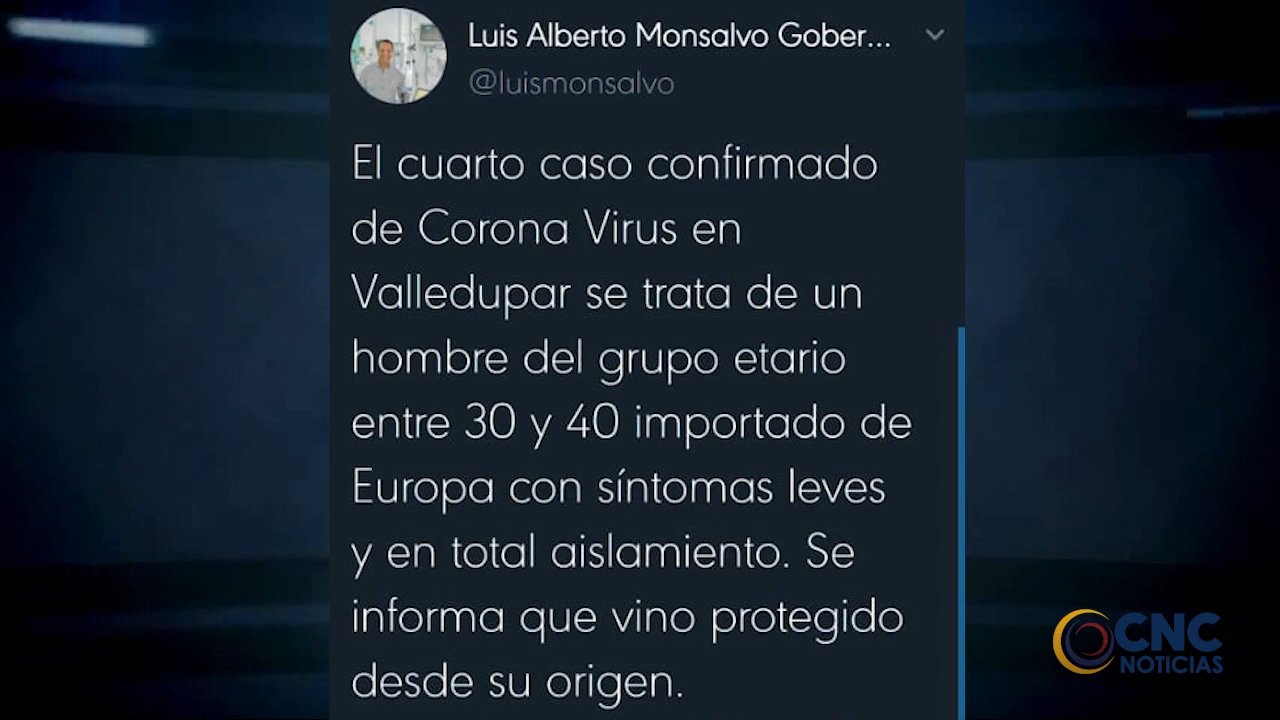 Luis Alberto Monsalvo Gober...
@luismonsalvo
El cuarto caso confirmado
de Corona Virus en
Valledupar se trata de un
hombre del grupo etario
entre 30 y 40 importado de
Europa con síntomas leves
y en total aislamiento. Se
informa que vino protegido
desde su origen.
CNC
NOTICIAS